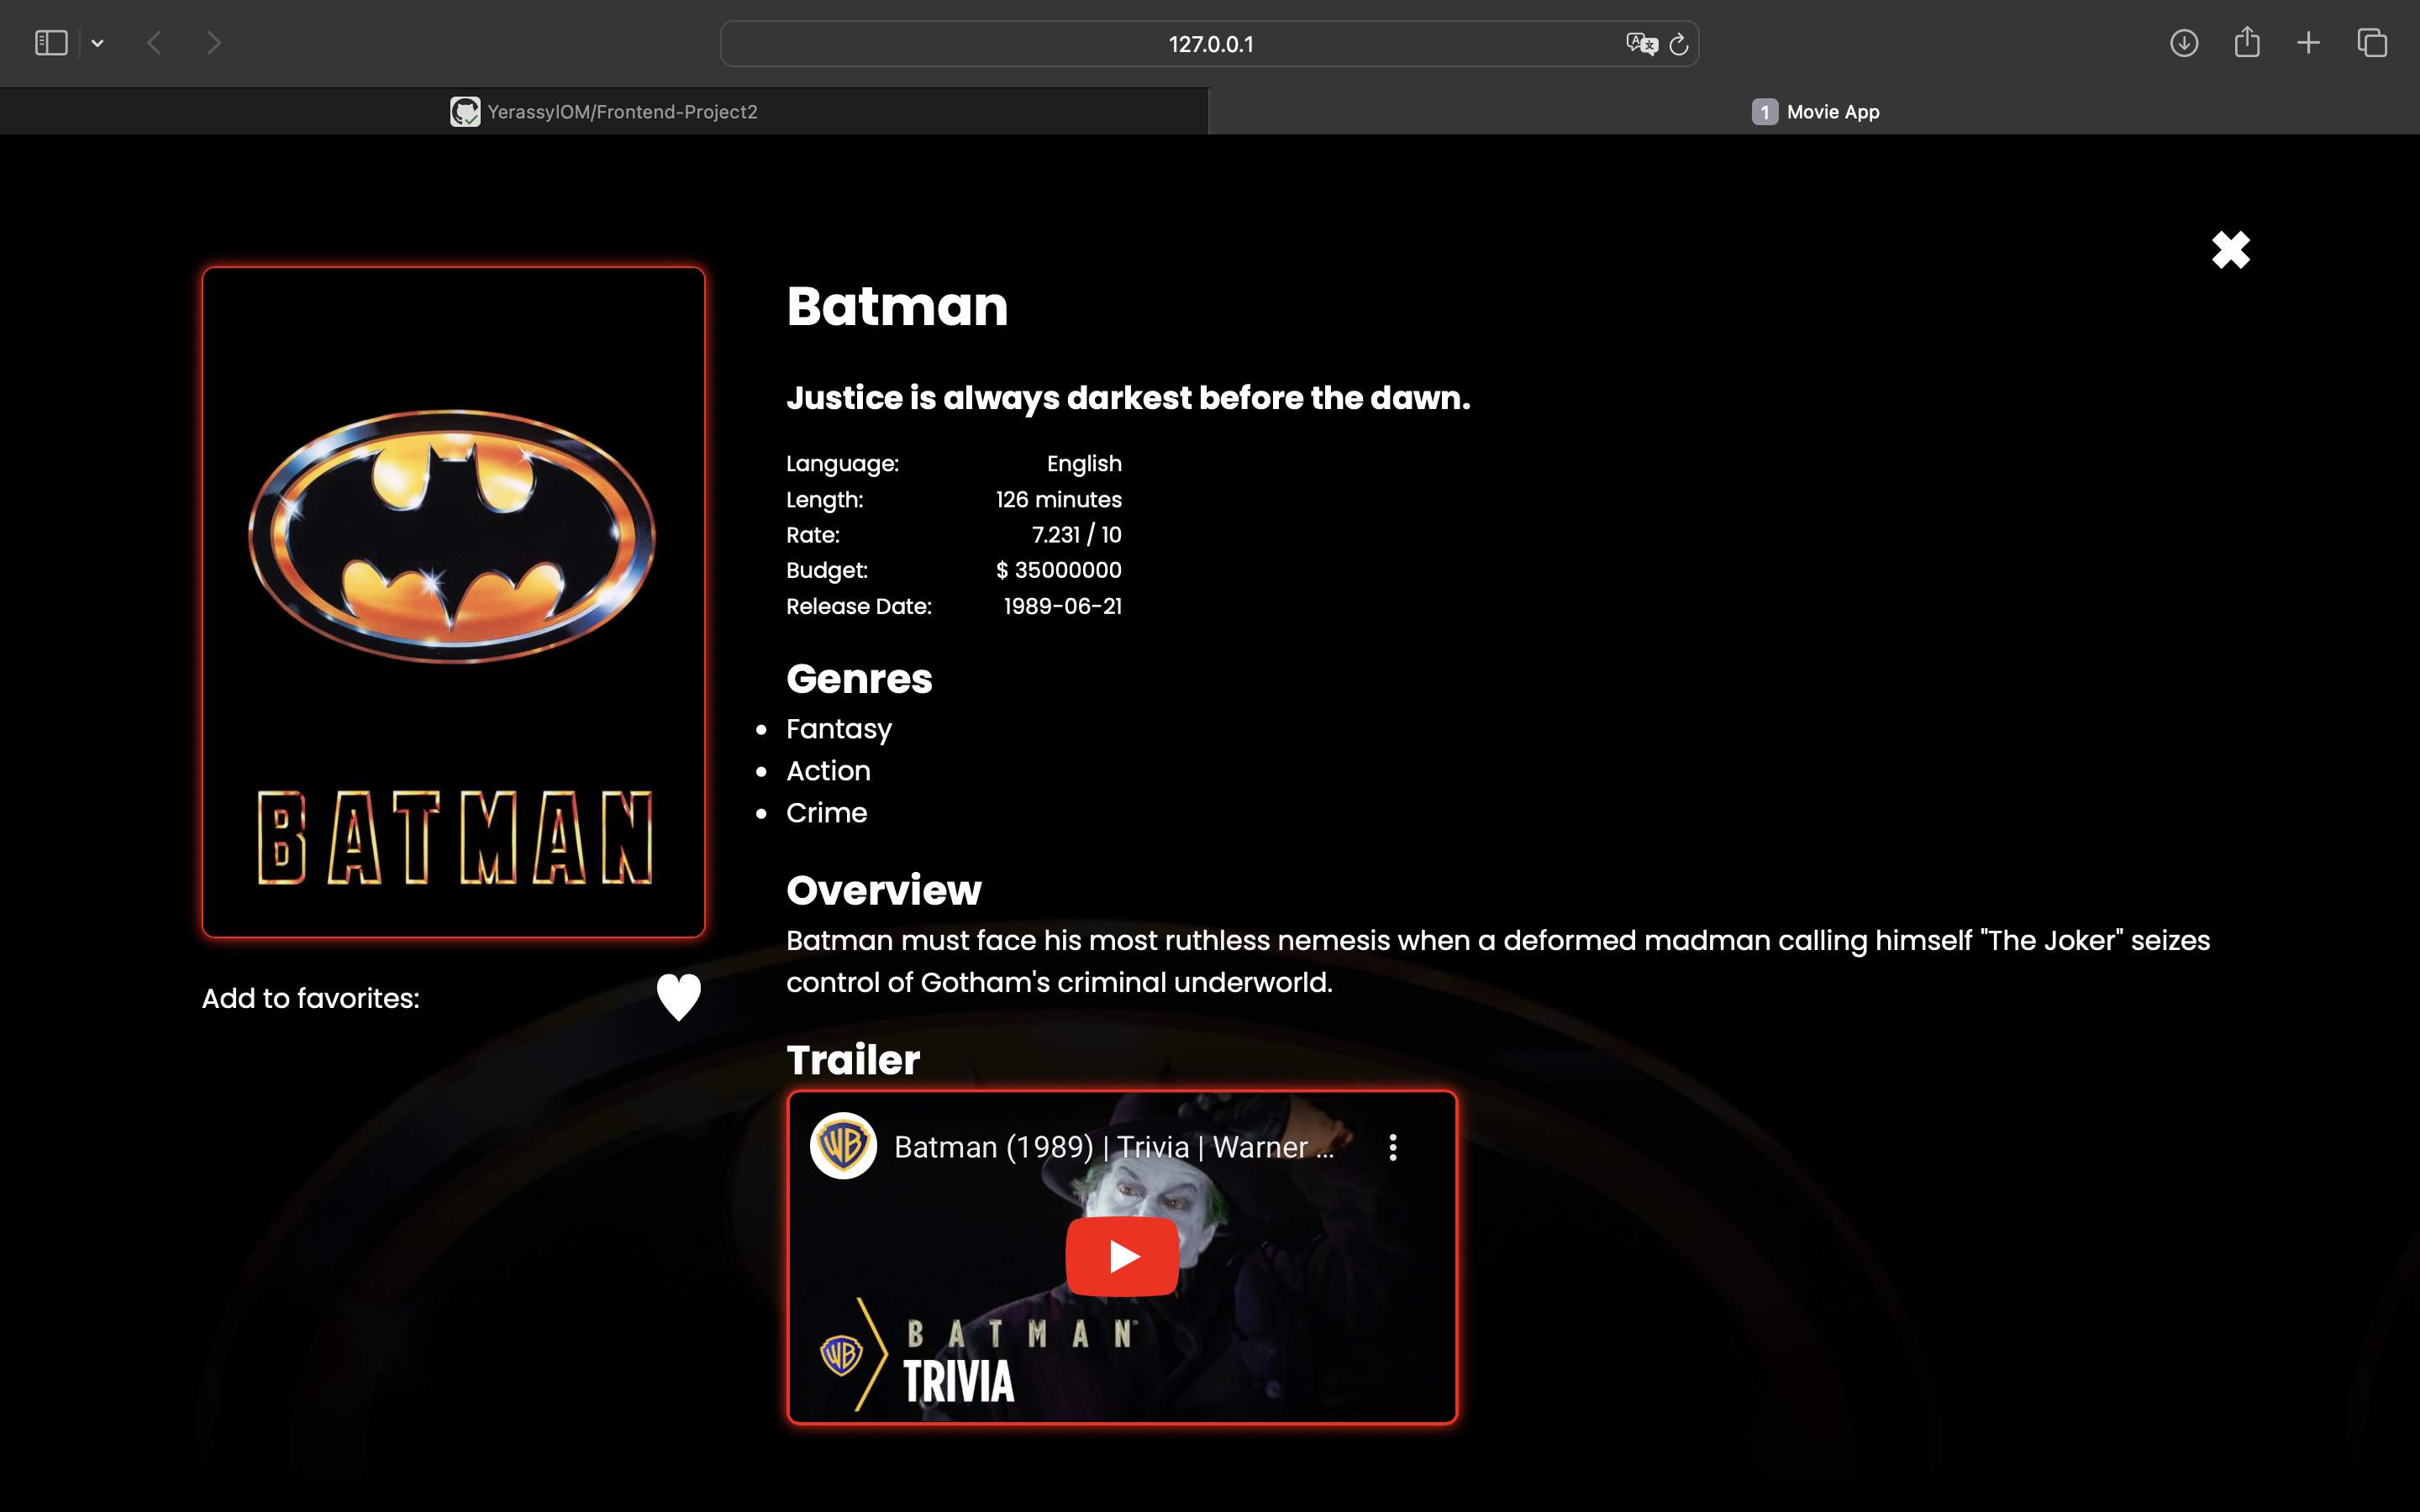 127.0.0.1
YerassylOM/Frontend-Project2
1 Movie App
Batman
Justice is always darkest before the dawn.
Language: English
Length: 126 minutes
Rate: 7.231 / 10
Budget: $ 35000000
Release Date: 1989-06-21
Genres
Fantasy
Action
Crime
BATMAN
Overview
Batman must face his most ruthless nemesis when a deformed madman calling himself "The Joker" seizes
control of Gotham's criminal underworld.
Add to favorites:
Trailer
WB Batman (1989) | Trivia | Warner ...
BATMAN™
WB TRIVIA